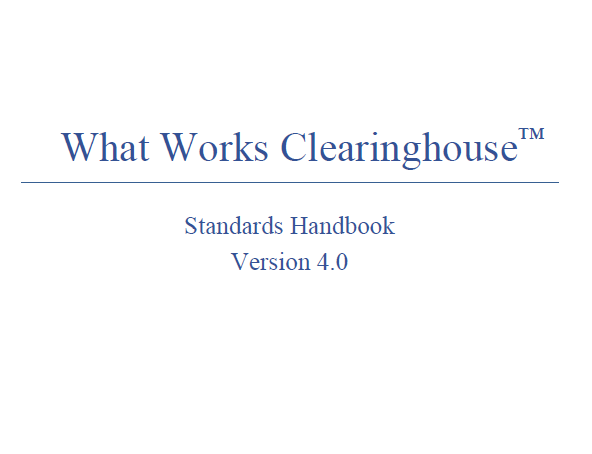 What Works Clearinghouse™
Standards Handbook
Version 4.0